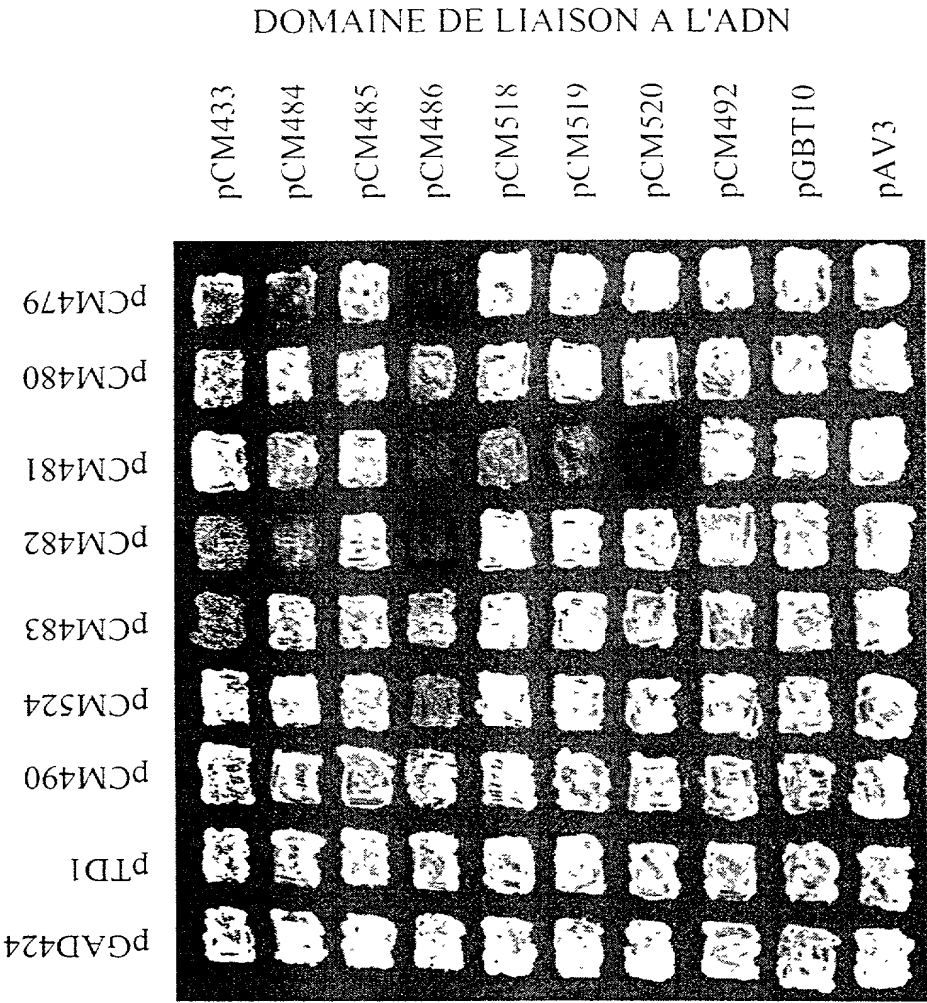 DOMAINE DE LIAISON A L'ADN
pCM433
pCM484
pCM485
pCM486
pCM518
pCM519
pCM520
pCM492
pGBT10
pAV3
pCM479
pCM480
pCM481
pCM482
pCM483
pCM524
pCM490
pTD1
pGAD424